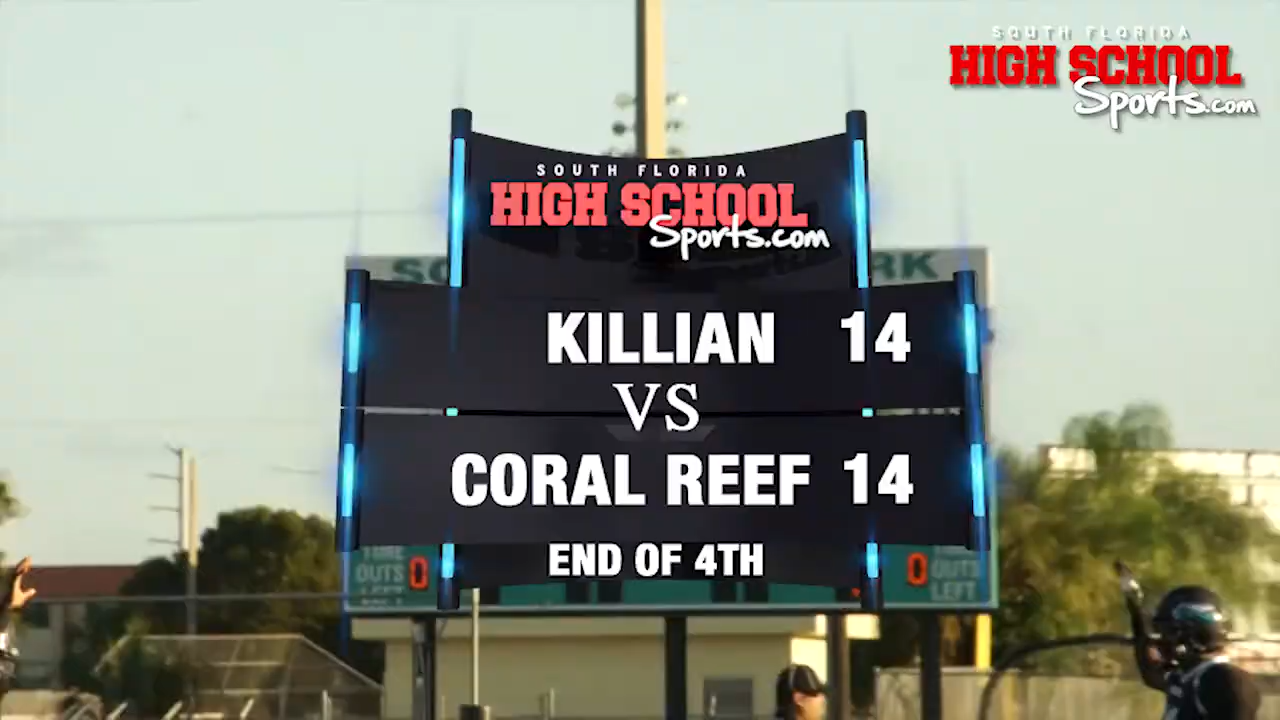 SOUTH FLORIDA
HIGH SCHOOL
Sports.com
SOUTH FLORIDA
HIGH SCHOOL
Sports.com
KILLIAN 14
VS
CORAL REEF 14
END OF 4TH
OUTS 0
LEFT
0 OUTS
LEFT